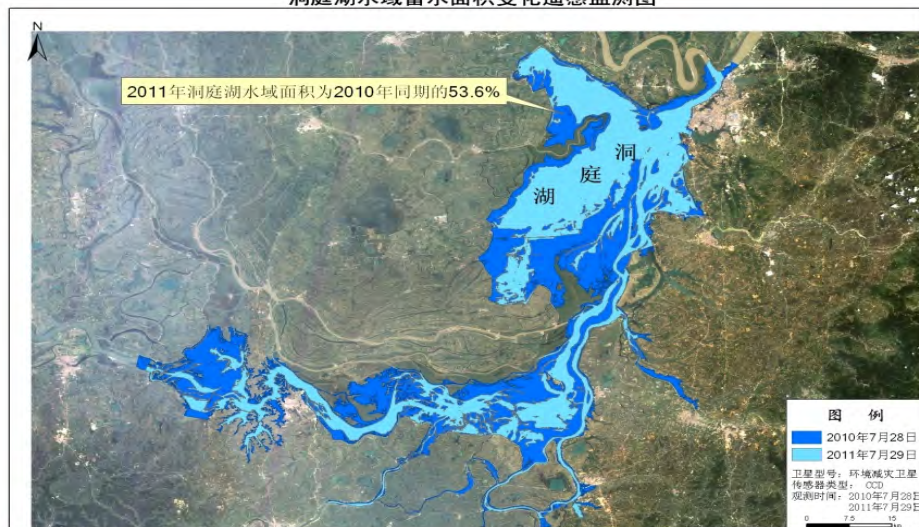 洞庭湖水域蓄水面积变化遥感监测图
N
2011年洞庭湖水域面积为2010年同期的53.6%
洞
庭
湖
图 例
2010年7月28日
2011年7月29日
卫星型号：环境减灾卫星
传感器类型： CCD
观测时间：2010年7月28日
2011年7月29日
0 7.5 15